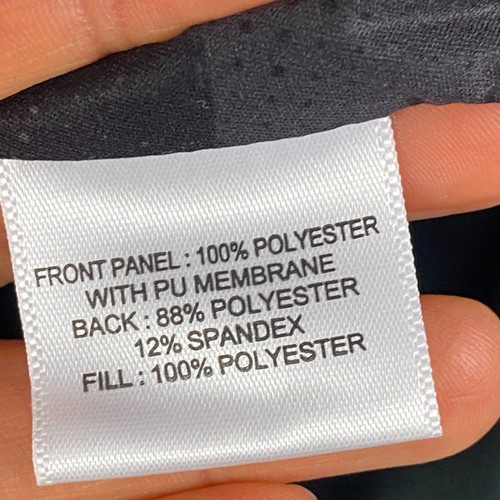 FRONT PANEL : 100% POLYESTER
WITH PU MEMBRANE
BACK : 88% POLYESTER
12% SPANDEX
FILL : 100% POLYESTER